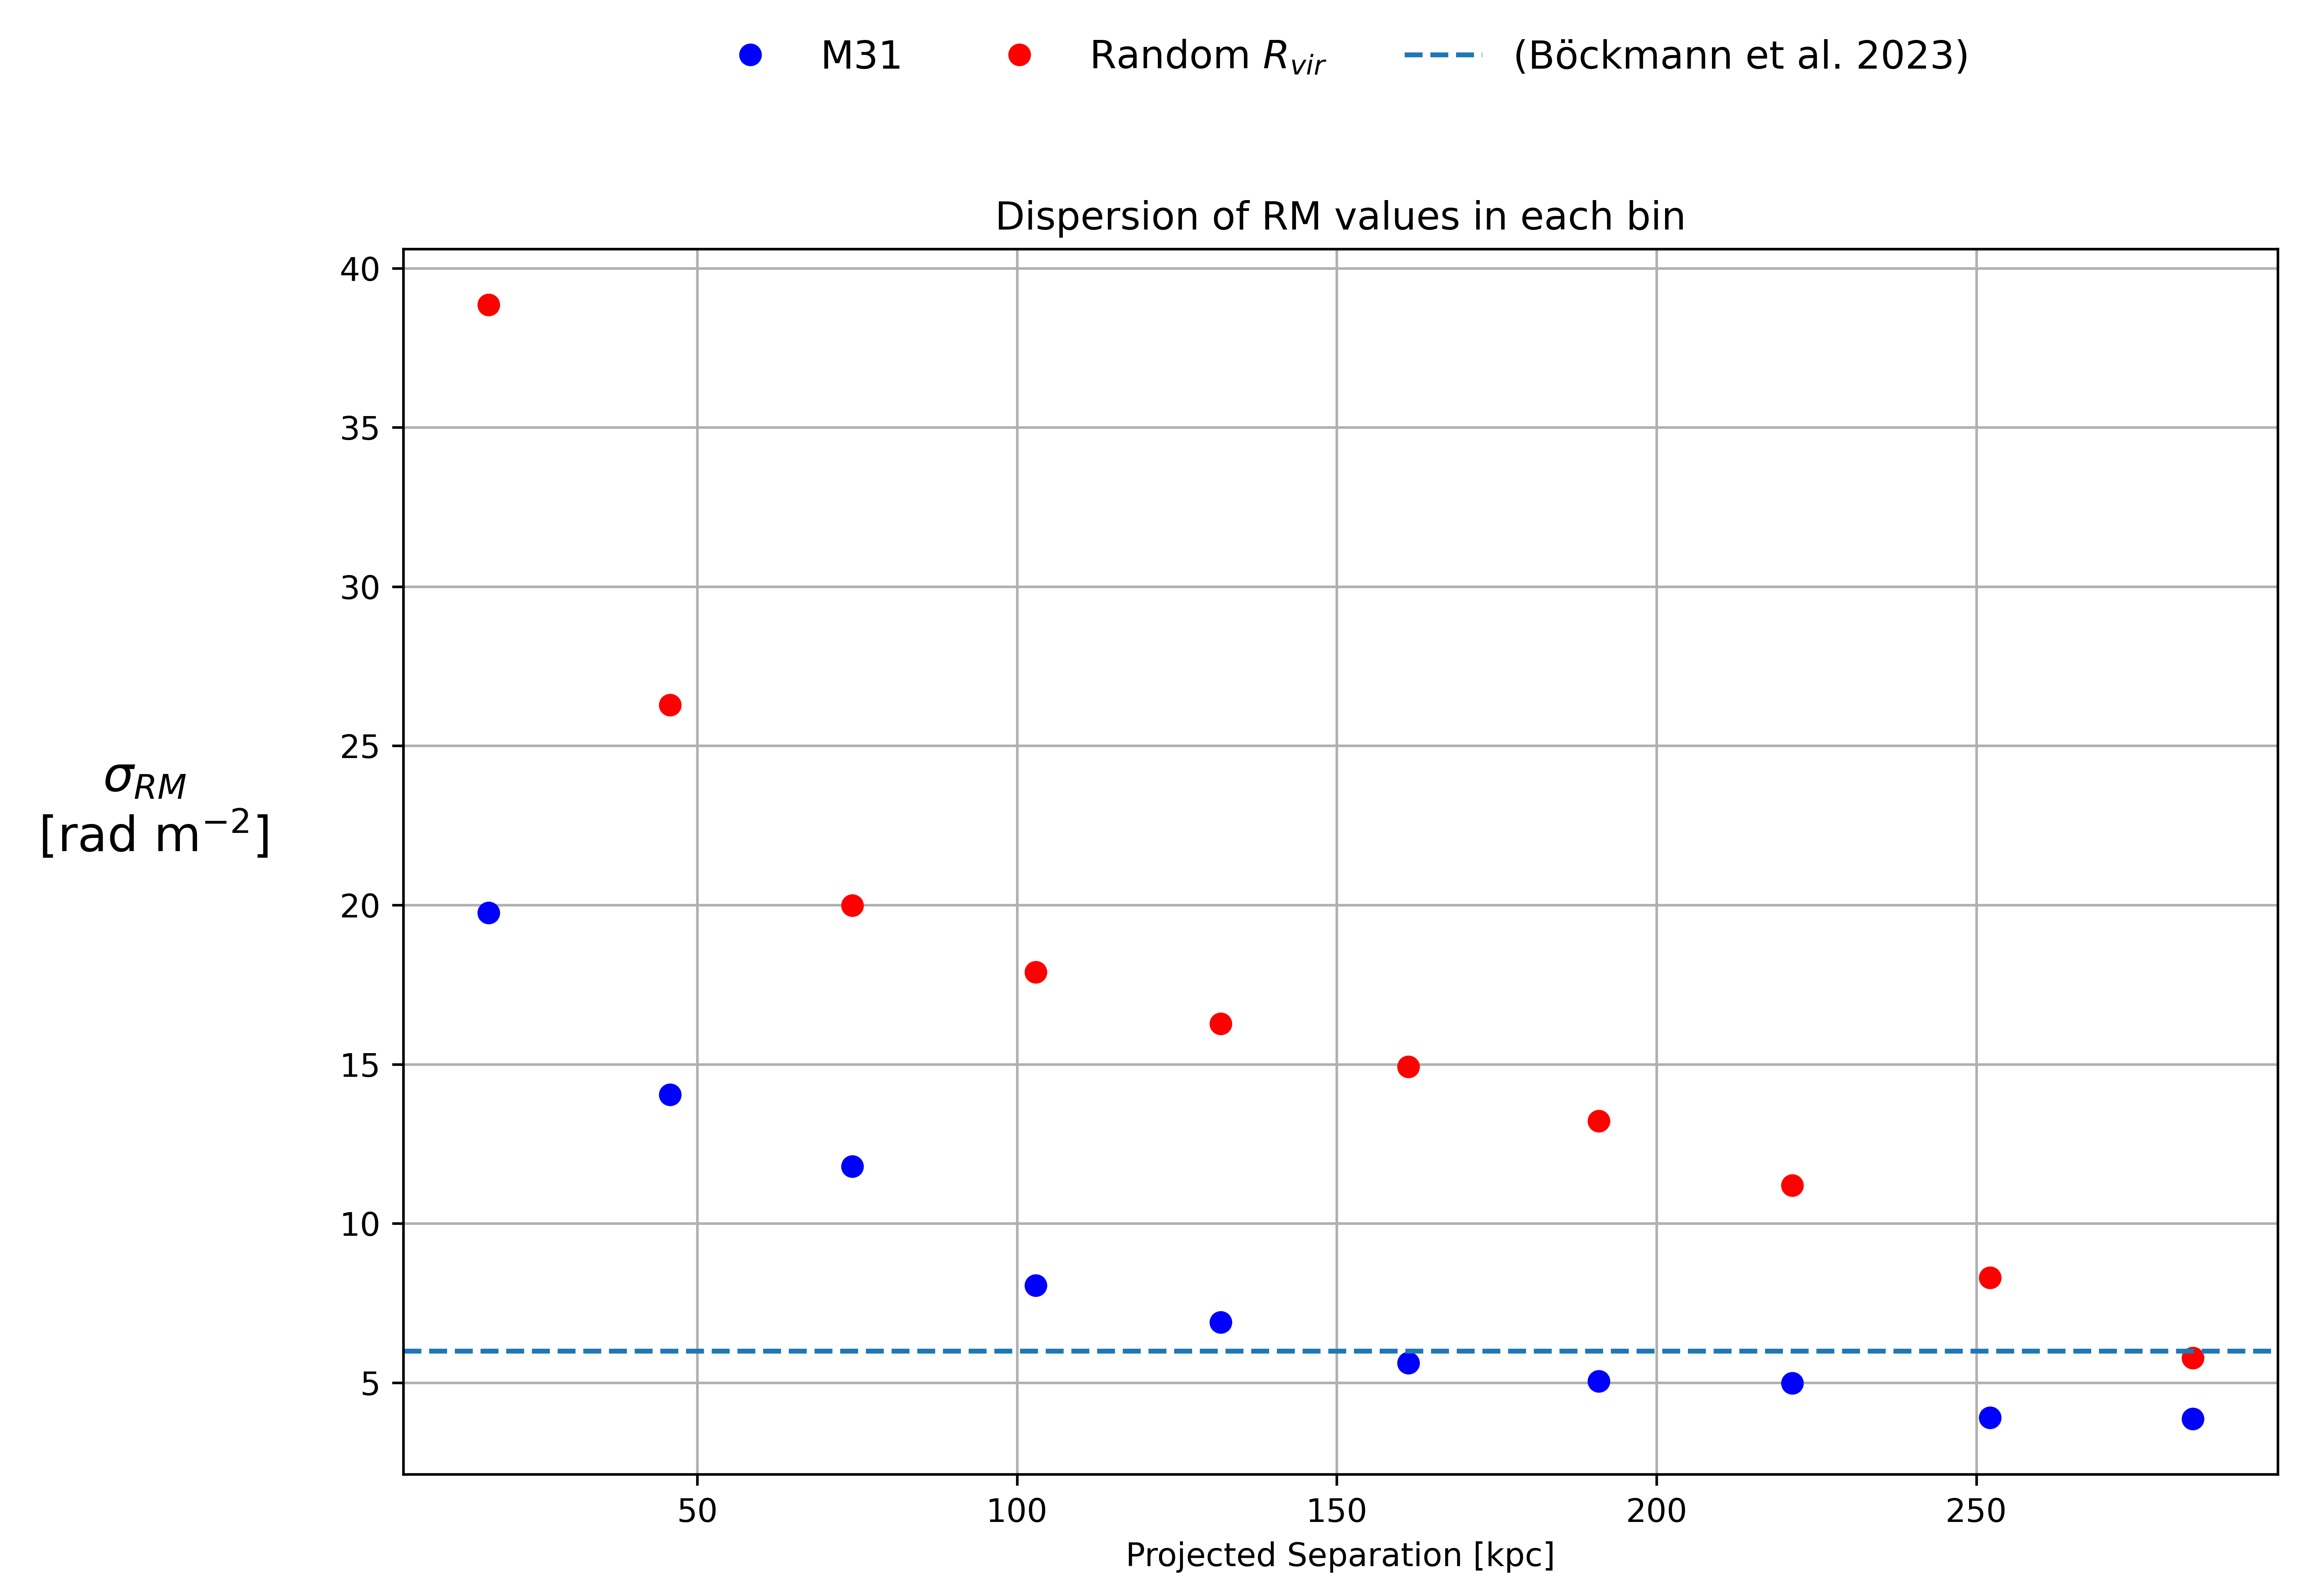 M31 Random R_vir (Böckmann et al. 2023)
Dispersion of RM values in each bin
40
35
30
25
20
15
10
5
σ_RM
[rad m⁻²]
50 100 150 200 250
Projected Separation [kpc]